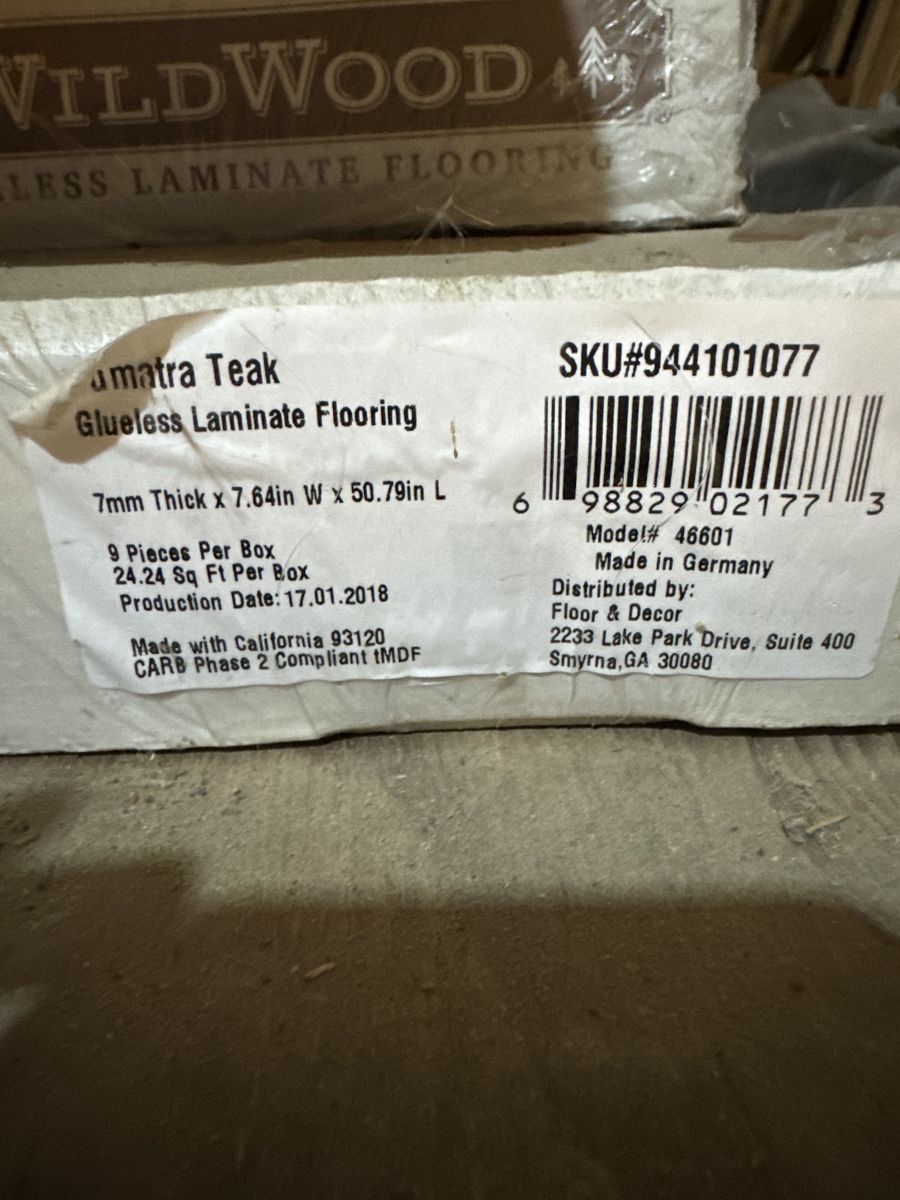 WILDWOOD
LAMINATE FLOORING
umatra Teak
Glueless Laminate Flooring
7mm Thick x 7.64in W x 50.79in L
9 Pieces Per Box
24.24 Sq Ft Per Box
Production Date: 17.01.2018
Made with California 93120
CARB Phase 2 Compliant tMDF
SKU#944101077
6 98829 02177 3
Model# 46601
Made in Germany
Distributed by:
Floor & Decor
2233 Lake Park Drive, Suite 400
Smyrna,GA 30080